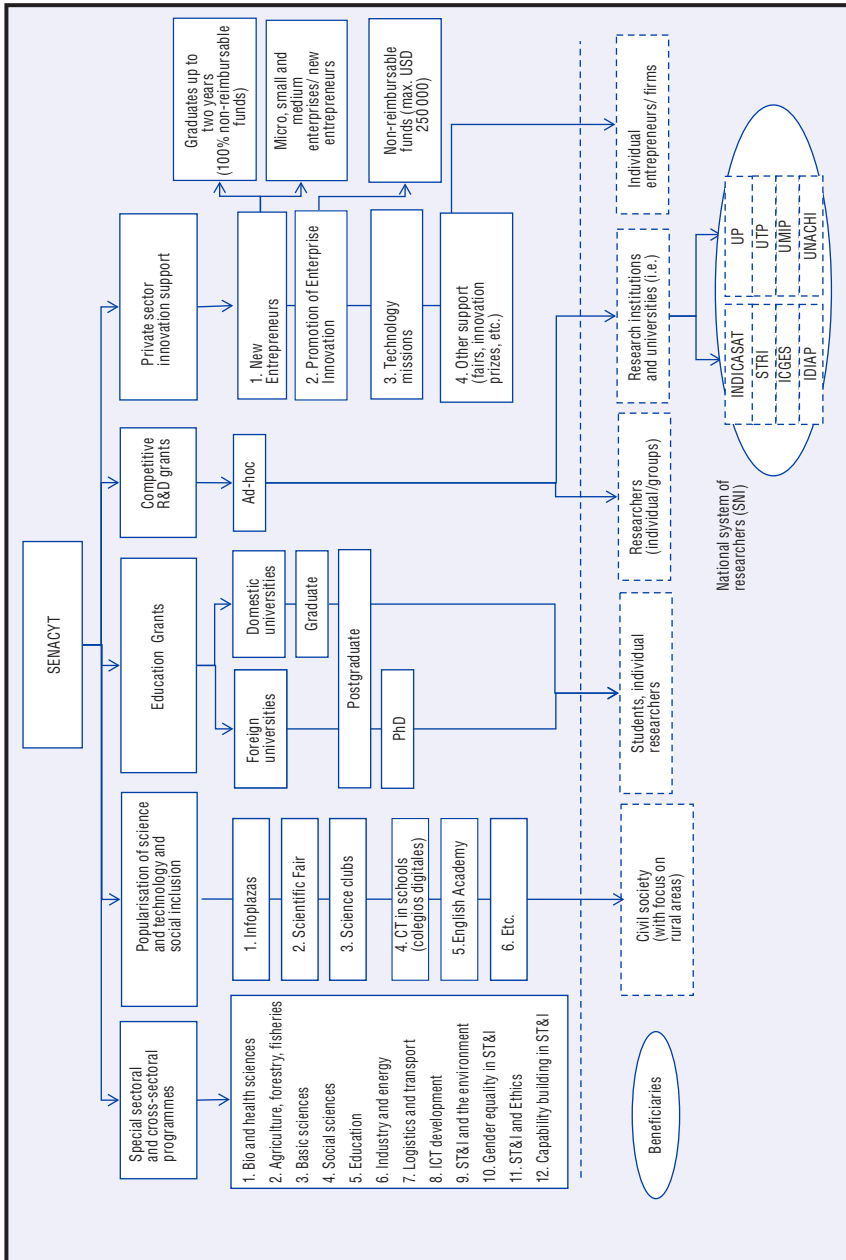 SENACYT
Special sectoral
and cross-sectoral
programmes
Popularisation of science
and technology and
social inclusion
Education Grants
Competitive
R&D grants
Private sector
innovation support
1. Bio and health sciences
2. Agriculture, forestry, fisheries
3. Basic sciences
4. Social sciences
5. Education
6. Industry and energy
7. Logistics and transport
8. ICT development
9. ST&I and the environment
10. Gender equality in ST&I
11. ST&I and Ethics
12. Capability building in ST&I
1. Infoplazas
2. Scientific Fair
3. Science clubs
4. CT in schools
(colegios digitales)
5.English Academy
6. Etc.
Foreign
universities
Domestic
universities
Graduate
Postgraduate
PhD
Ad-hoc
1. New
Entrepreneurs
2. Promotion of Enterprise
Innovation
3. Technology
missions
4. Other support
(fairs, innovation
prizes, etc.)
Graduates up to
two years
(100% non-reimbursable
funds)
Micro, small and
medium
enterprises/ new
entrepreneurs
Non-reimbursable
funds (max. USD
250 000)
Beneficiaries
Civil society
(with focus on
rural areas)
Students, individual
researchers
Researchers
(individual/groups)
Research institutions
and universities (i.e.)
Individual
entrepreneurs/ firms
National system of
researchers (SNI)
INDICASAT
STRI
ICGES
IDIAP
UP
UTP
UMIP
UNACHI